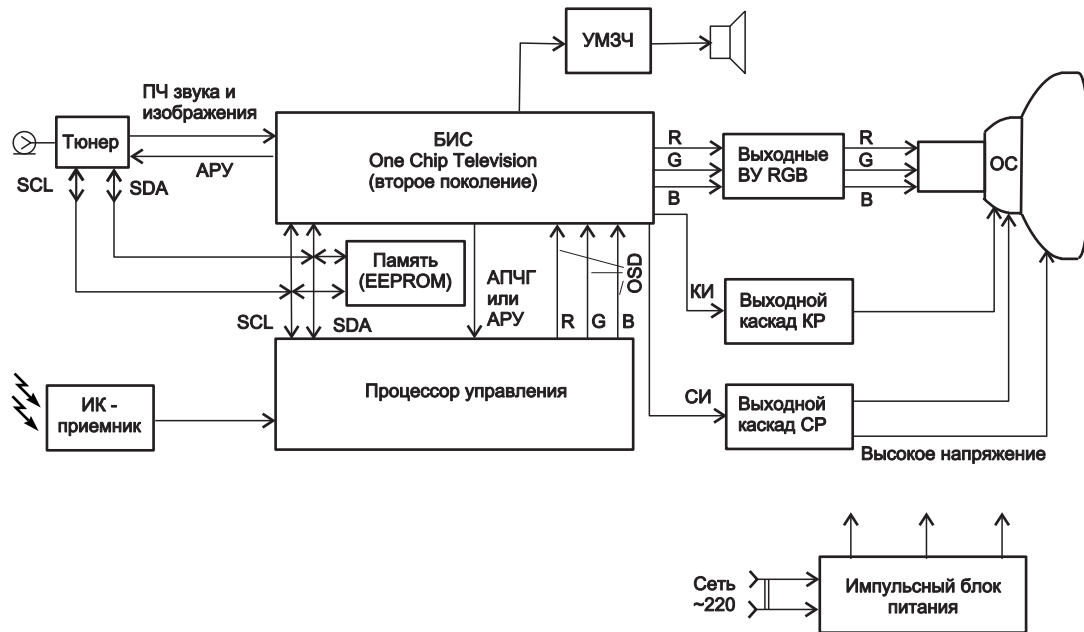 УМЗЧ
ПЧ звука и
изображения
Тюнер
АРУ
SCL
SDA
БИС
One Chip Television
(второе поколение)
R
G
B
Выходные
ВУ RGB
R
G
B
ОС
Память
(EEPROM)
SCL
SDA
АПЧГ
или
АРУ
R
G
B
OSD
КИ
Выходной
каскад КР
Процессор управления
ИК -
приемник
СИ
Выходной
каскад СР
Высокое напряжение
Сеть
~220
Импульсный блок
питания